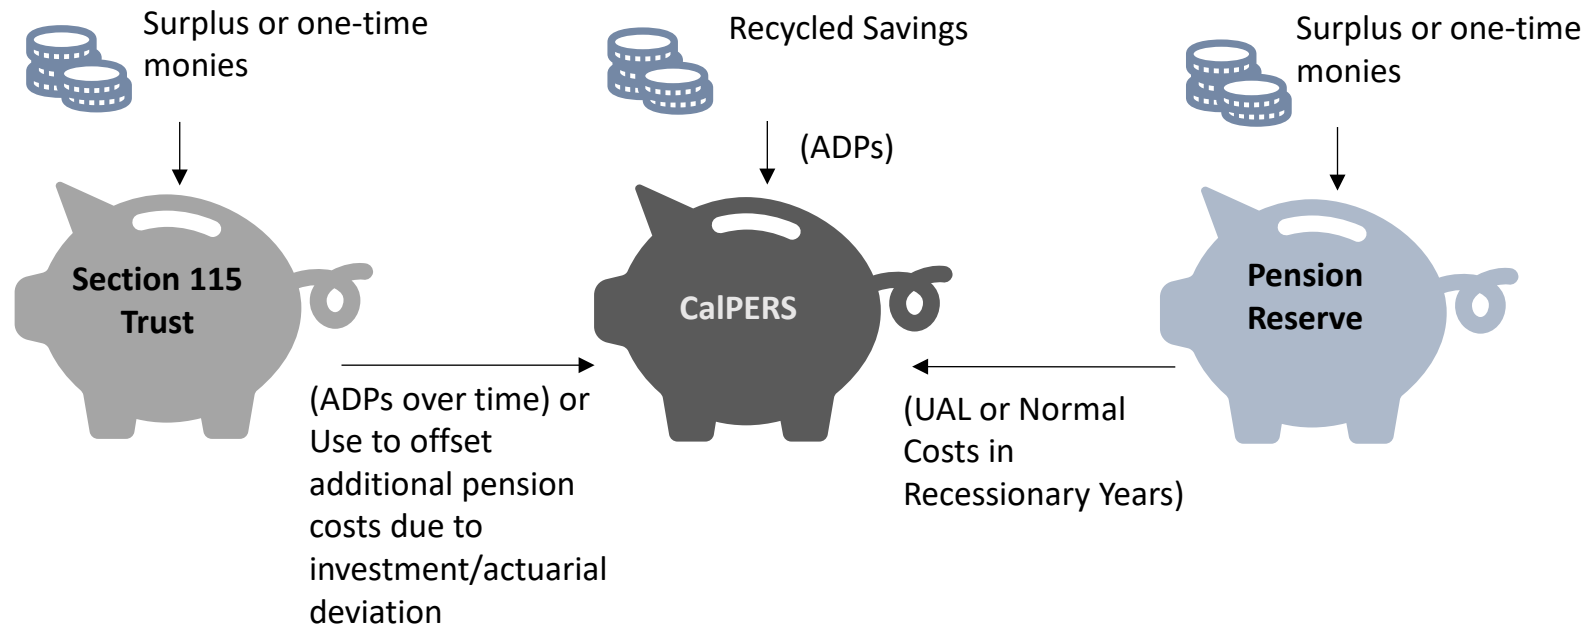 Surplus or one-time
monies
Recycled Savings
Surplus or one-time
monies
(ADPs)
Section 115
Trust
CalPERS
Pension
Reserve
(ADPs over time) or
Use to offset
additional pension
costs due to
investment/actuarial
deviation
(UAL or Normal
Costs in
Recessionary Years)